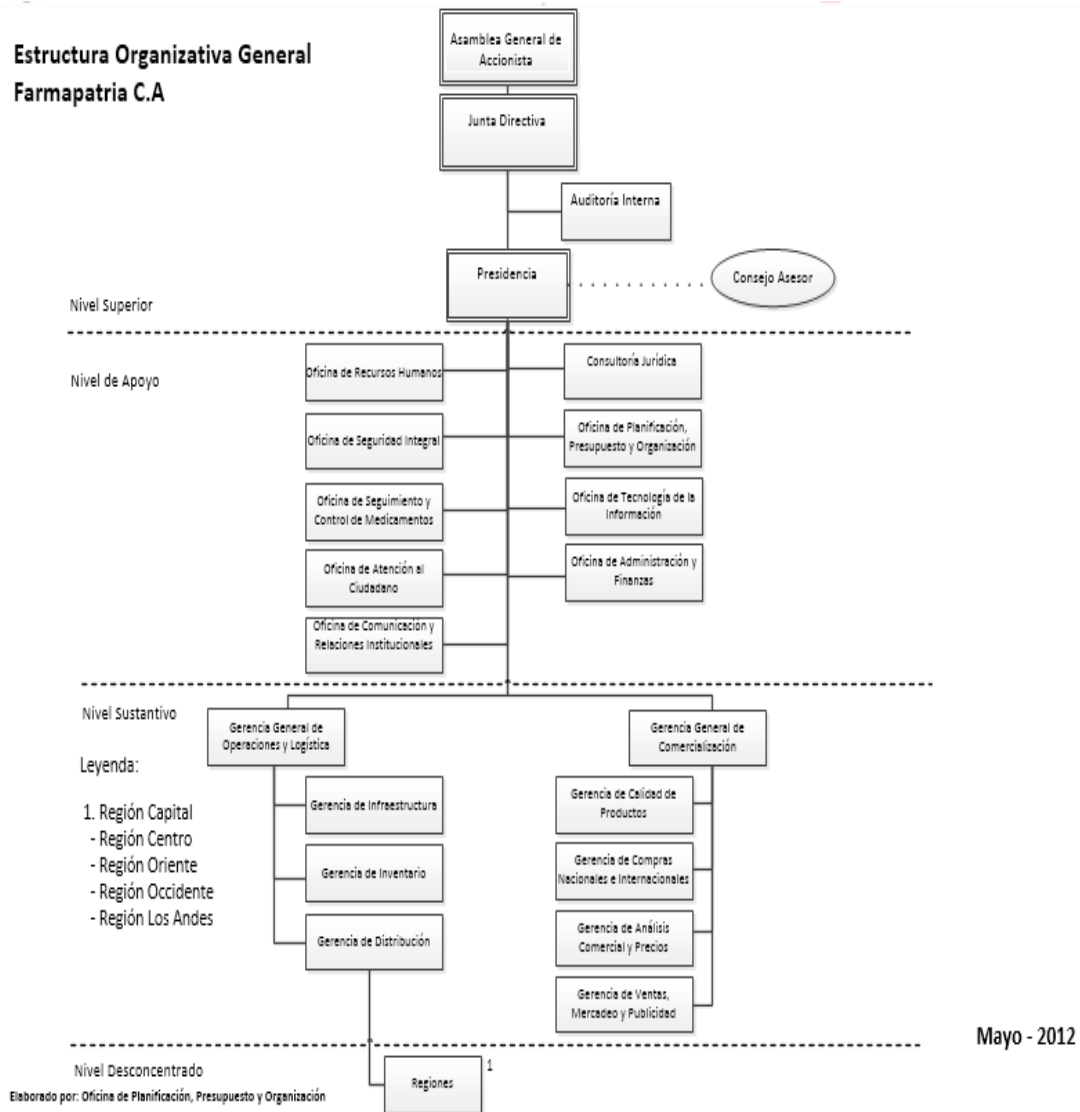 Estructura Organizativa General
Farmapatria C.A
Asamblea General de
Accionista
Junta Directiva
Auditoría Interna
Presidencia
Consejo Asesor
Nivel Superior
Nivel de Apoyo
Oficina de Recursos Humanos
Consultoría Jurídica
Oficina de Seguridad Integral
Oficina de Planificación,
Presupuesto y Organización
Oficina de Seguimiento y
Control de Medicamentos
Oficina de Tecnología de la
Información
Oficina de Atención al
Ciudadano
Oficina de Administración y
Finanzas
Oficina de Comunicación y
Relaciones Institucionales
Nivel Sustantivo
Gerencia General de
Operaciones y Logística
Gerencia General de
Comercialización
Leyenda:
1. Región Capital
- Región Centro
- Región Oriente
- Región Occidente
- Región Los Andes
Gerencia de Infraestructura
Gerencia de Inventario
Gerencia de Distribución
Gerencia de Calidad de
Productos
Gerencia de Compras
Nacionales e Internacionales
Gerencia de Análisis
Comercial y Precios
Gerencia de Ventas,
Mercadeo y Publicidad
Mayo - 2012
Nivel Desconcentrado
Regiones
1
Elaborado por: Oficina de Planificación, Presupuesto y Organización